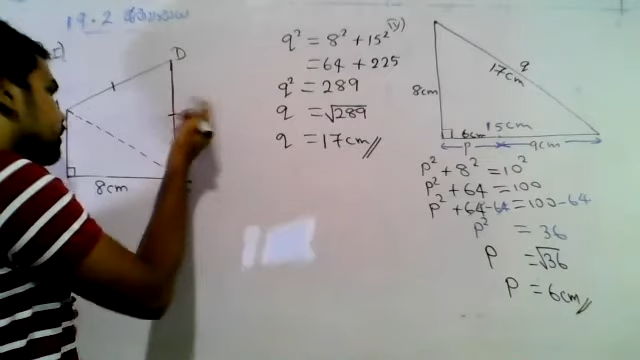 19.2 අභ්‍යාසය
I)
D
8cm
q² = 8² + 15²
= 64 + 225
q² = 289
q = √289
q = 17cm
iv)
q
17cm
8cm
6cm
15cm
p
9cm
p² + 8² = 10²
p² + 64 = 100
p² + 64 - 64 = 100 - 64
p² = 36
p = √36
p = 6cm